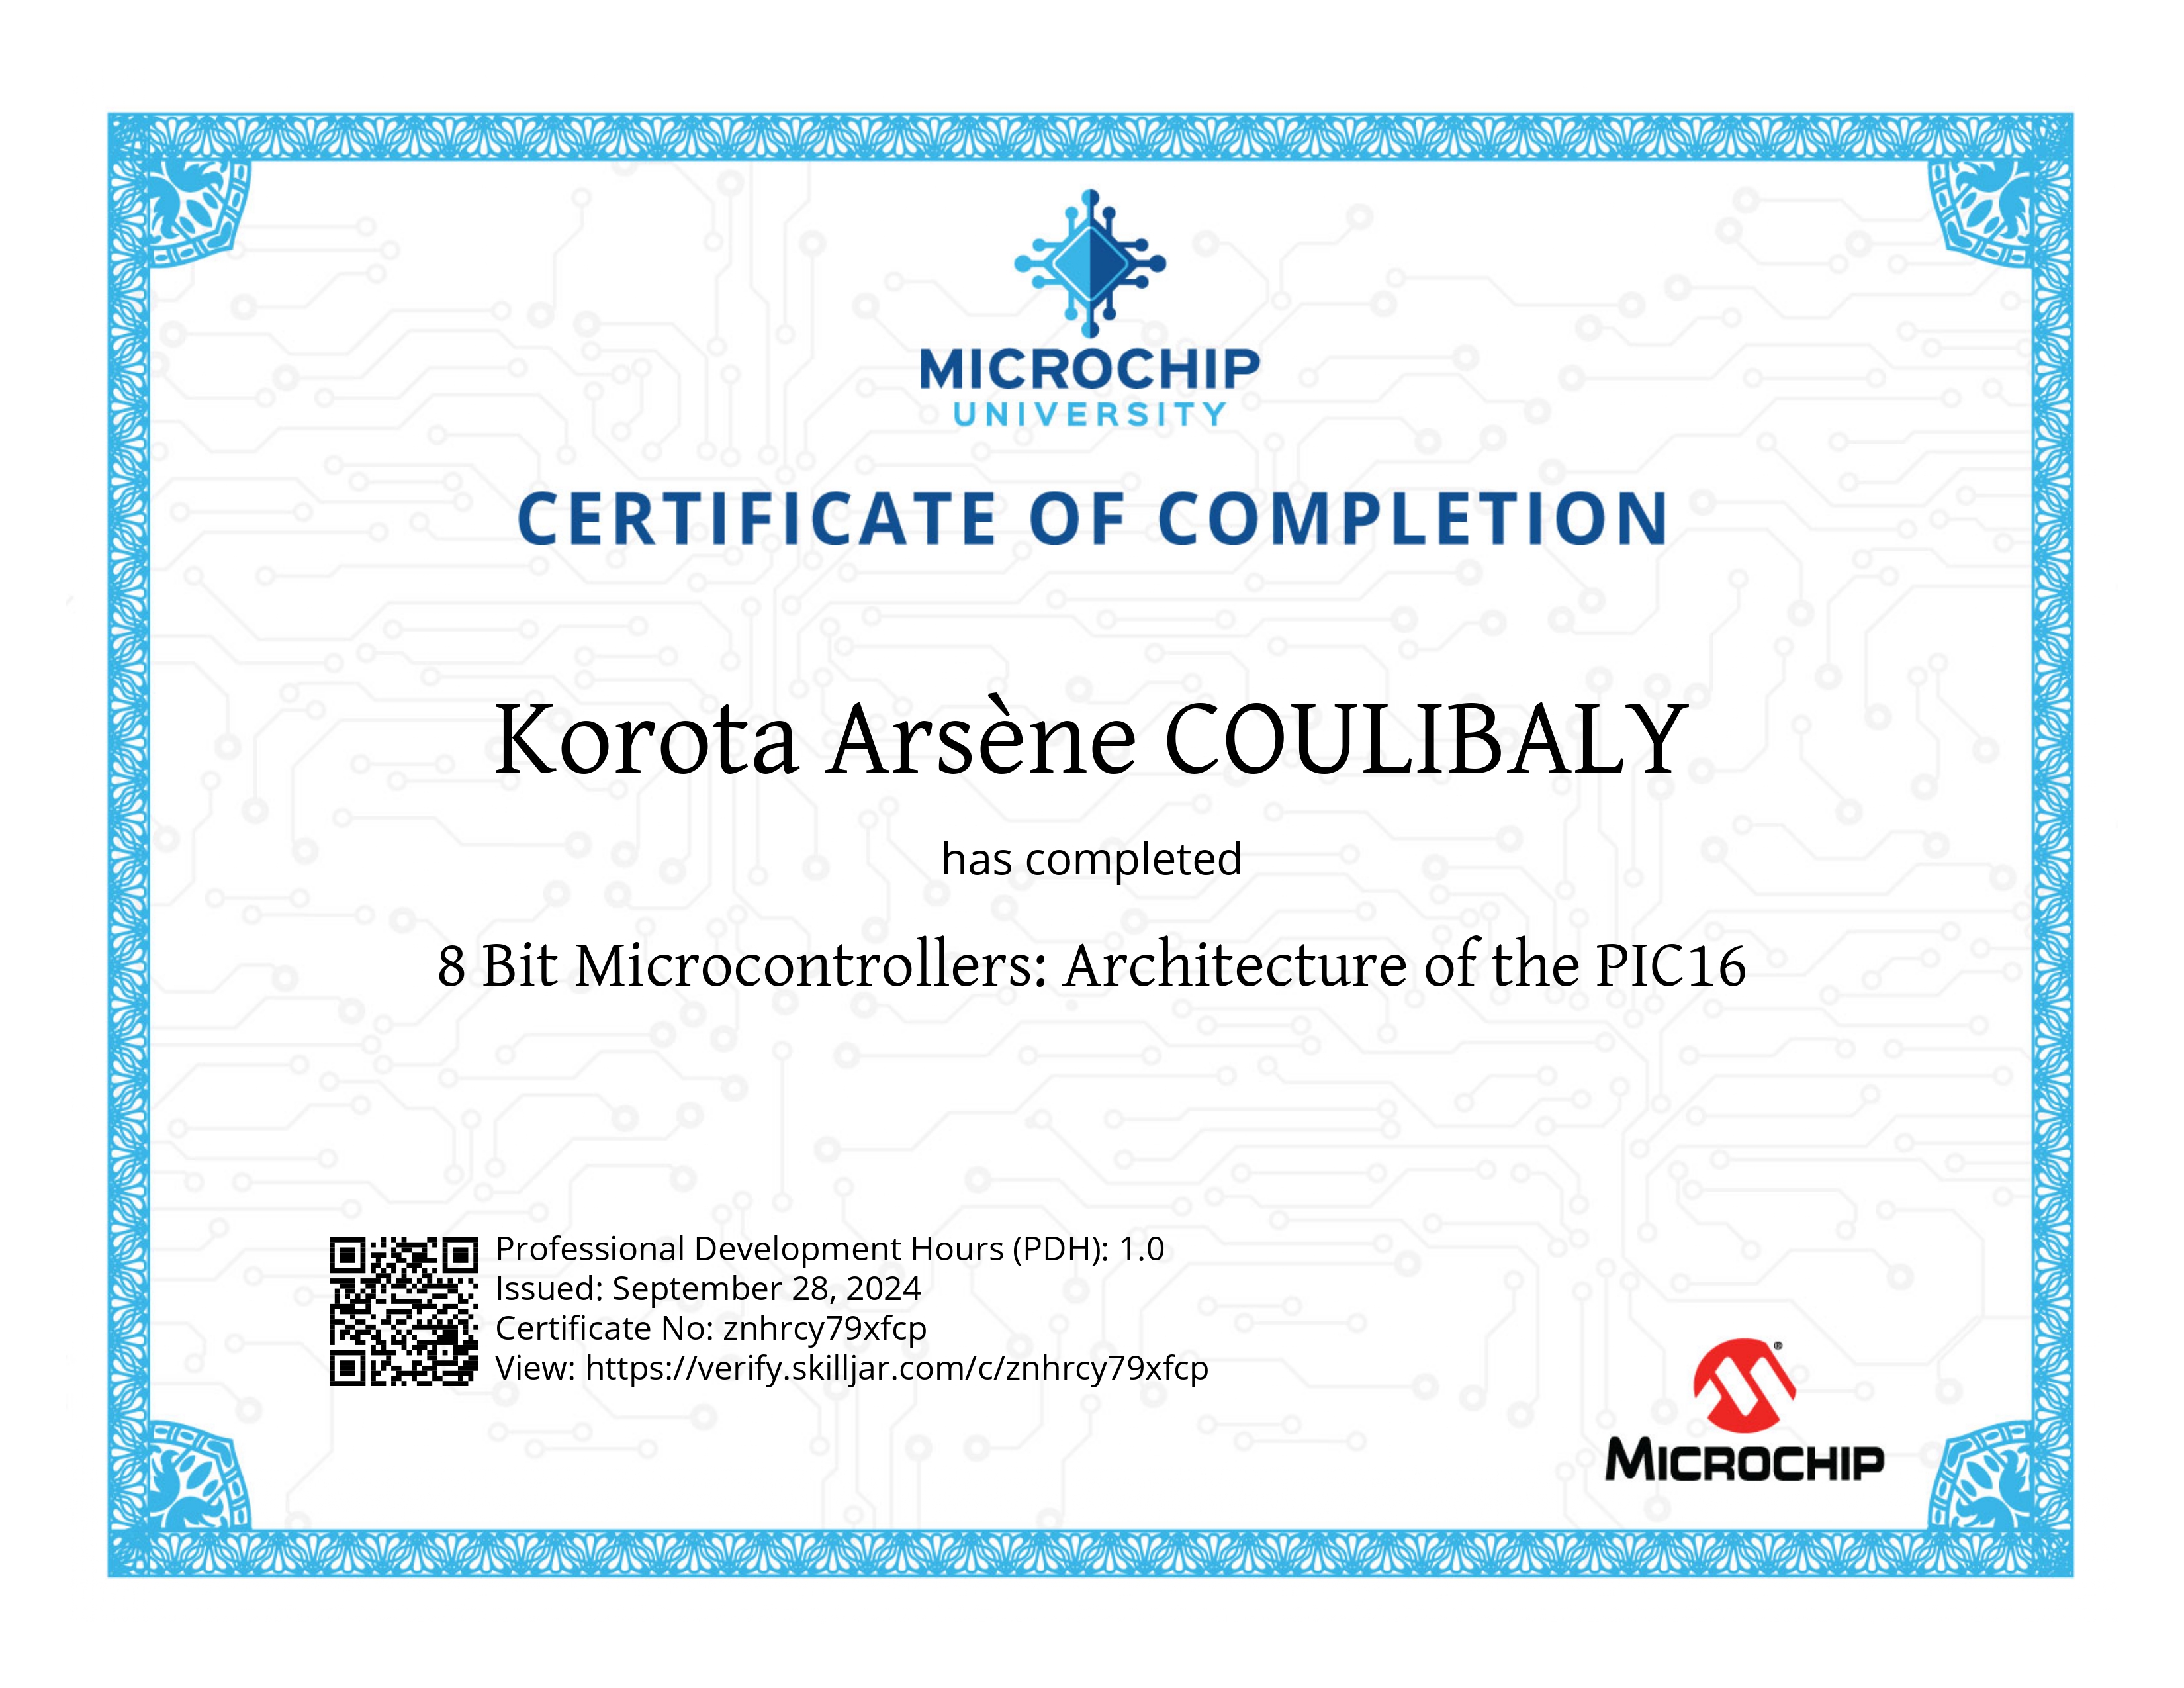 MICROCHIP
UNIVERSITY
CERTIFICATE OF COMPLETION
Korota Arsène COULIBALY
has completed
8 Bit Microcontrollers: Architecture of the PIC16
Professional Development Hours (PDH): 1.0
Issued: September 28, 2024
Certificate No: znhrcy79xfcp
View: https://verify.skilljar.com/c/znhrcy79xfcp
®
MICROCHIP